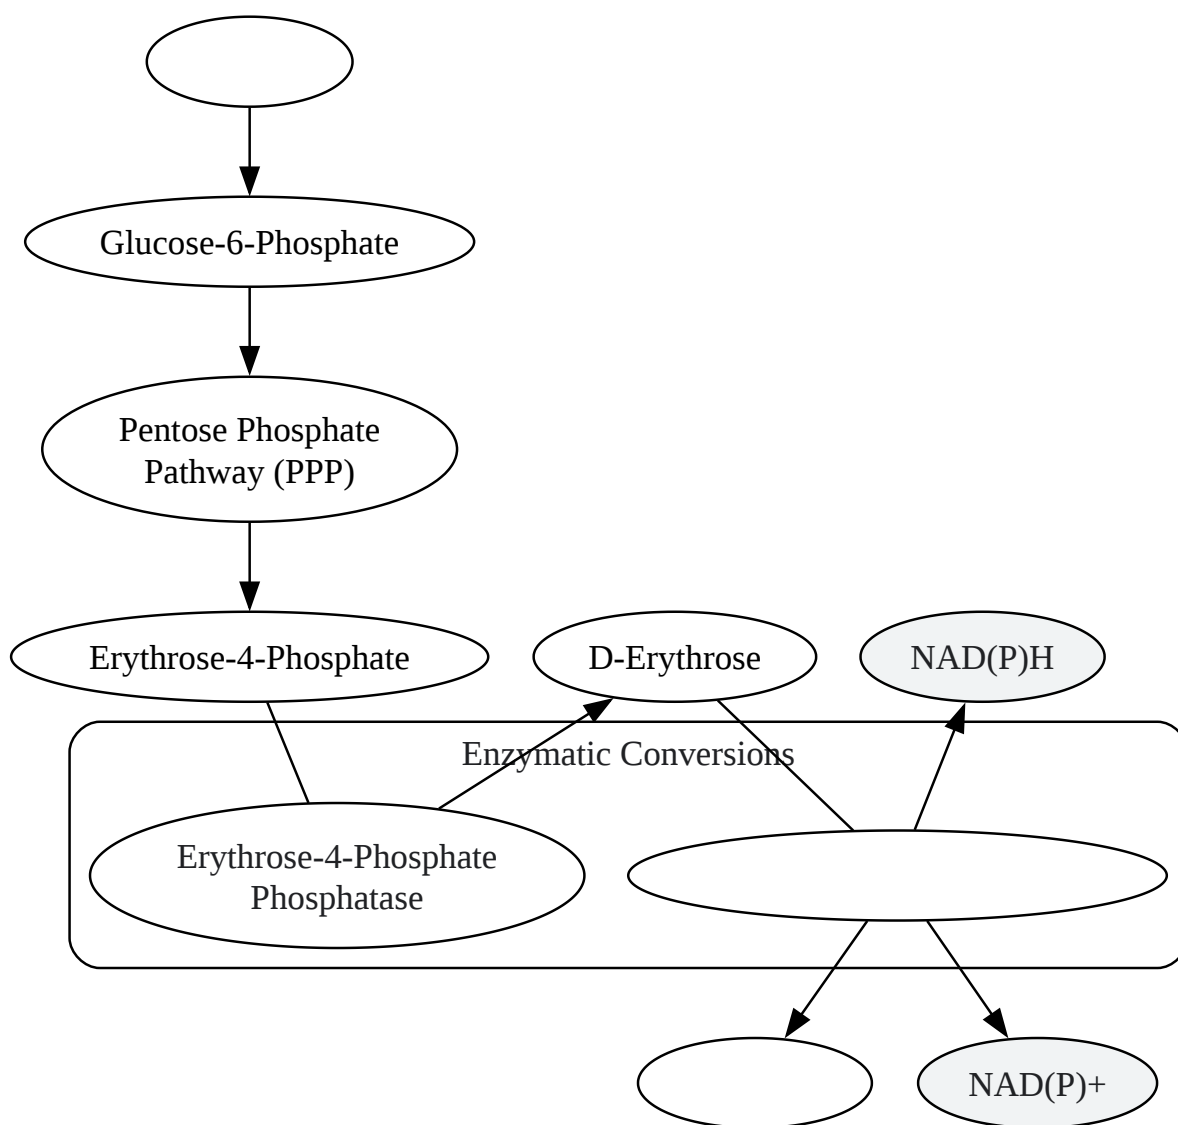 Glucose-6-Phosphate
Pentose Phosphate
Pathway (PPP)
Erythrose-4-Phosphate
D-Erythrose
NAD(P)H
Enzymatic Conversions
Erythrose-4-Phosphate
Phosphatase
NAD(P)+